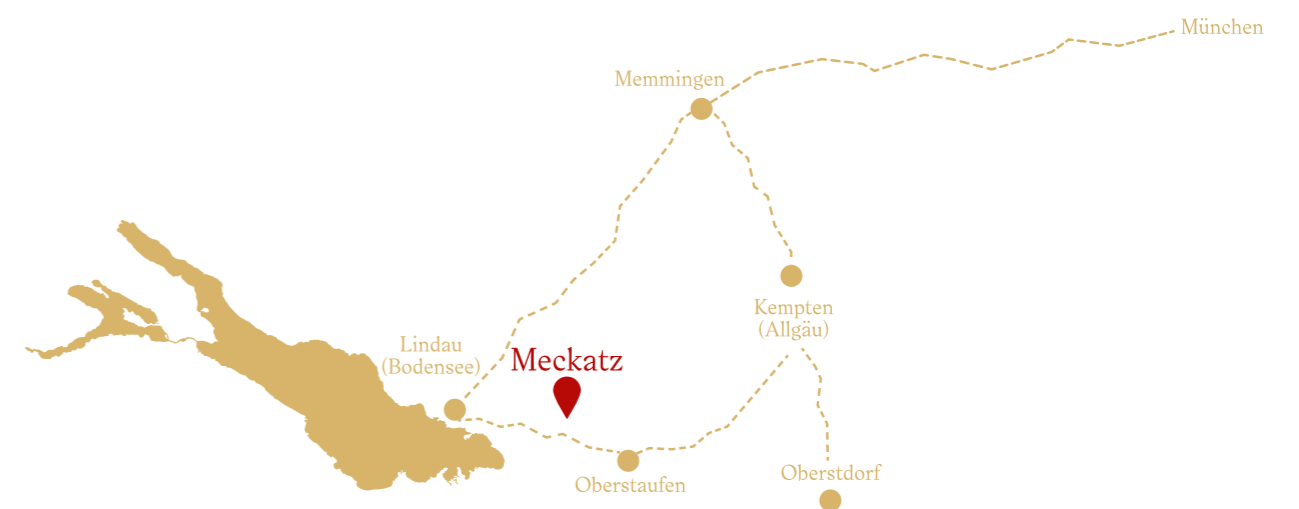 München
Memmingen
Kempten
(Allgäu)
Lindau
(Bodensee)
Meckatz
Oberstdorf
Oberstaufen